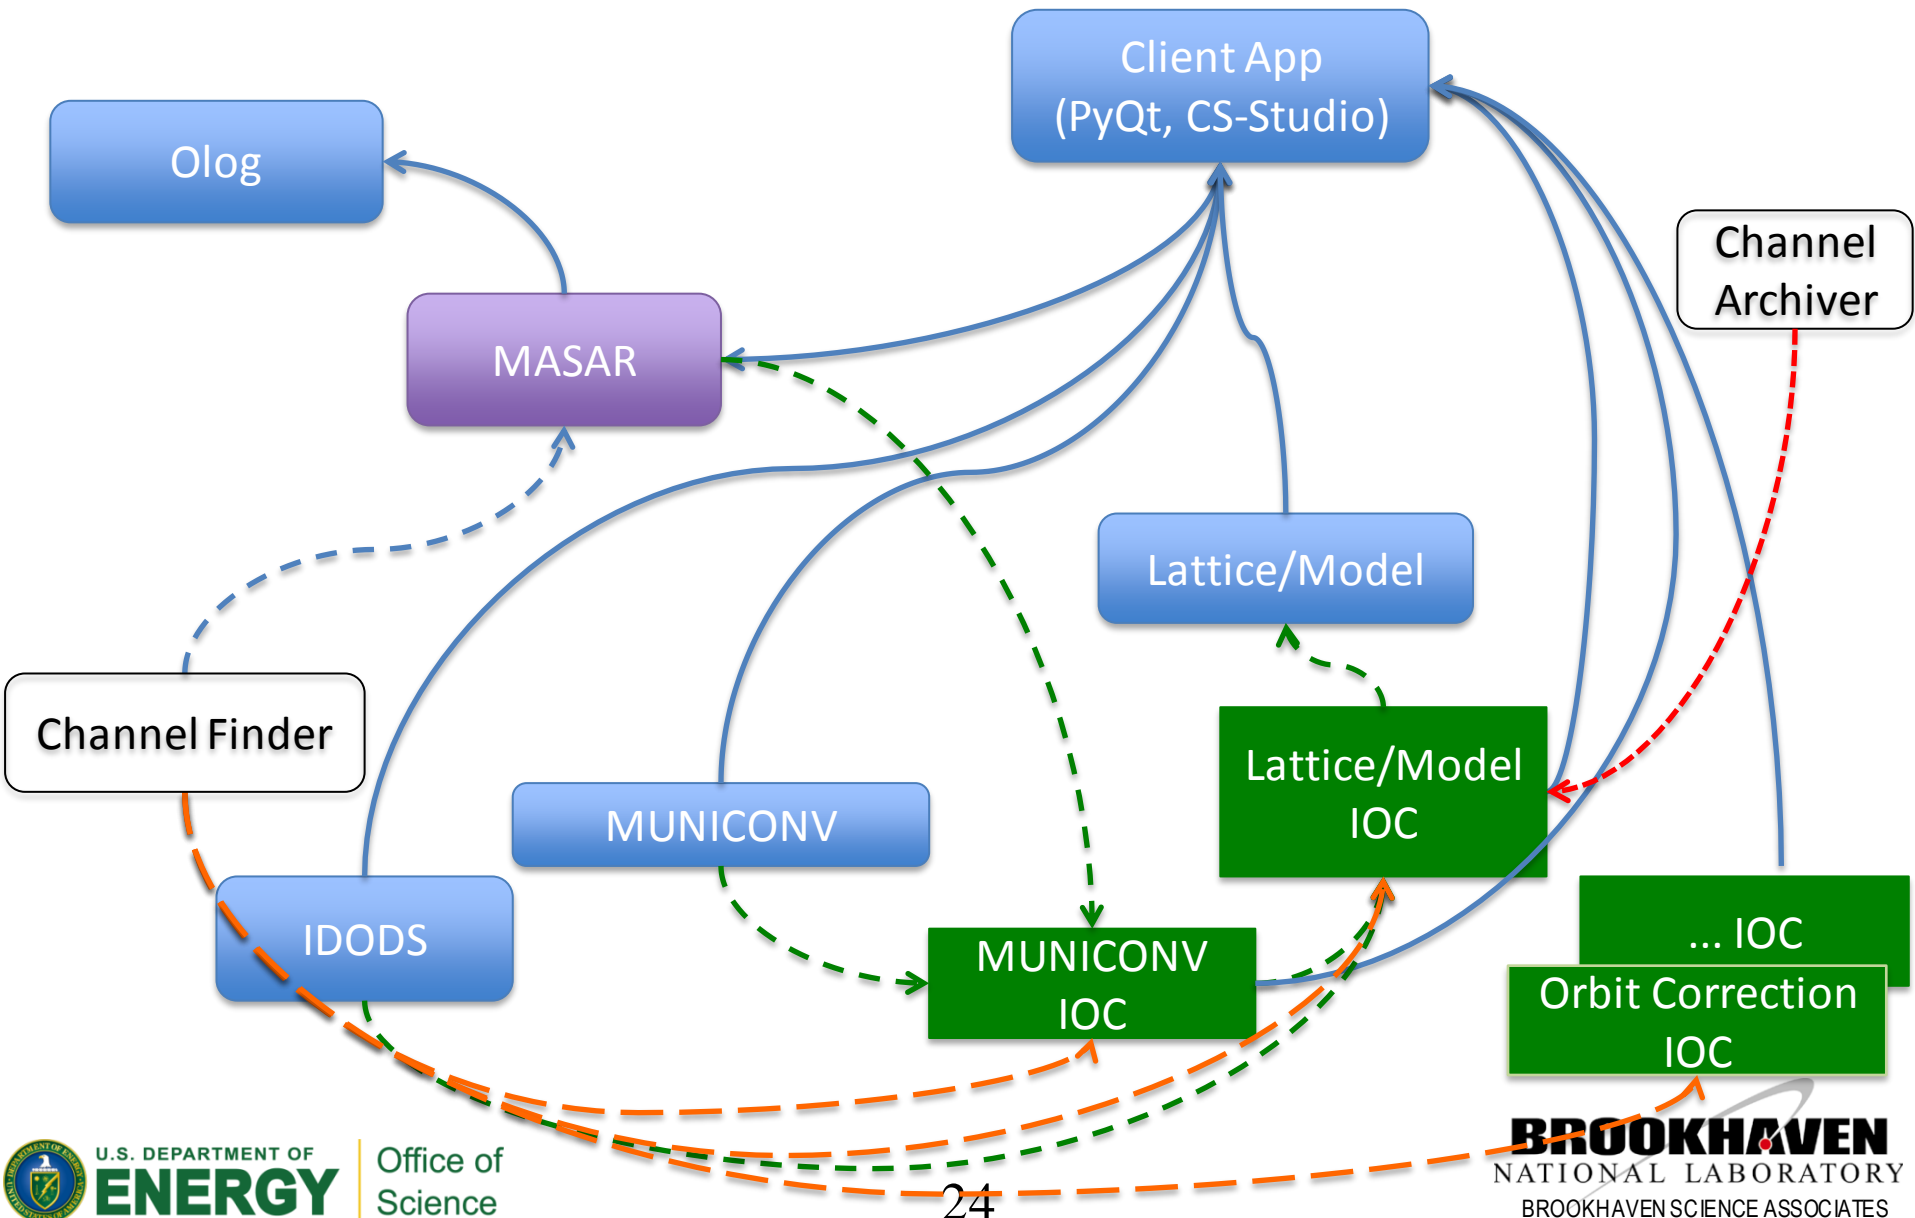 Client App
(PyQt, CS-Studio)
Olog
Channel
Archiver
MASAR
Lattice/Model
Channel Finder
Lattice/Model
IOC
MUNICONV
IDODS
... IOC
MUNICONV
IOC
Orbit Correction
IOC
U.S. DEPARTMENT OF
ENERGY
Office of
Science
24
BROOKHAVEN
NATIONAL LABORATORY
BROOKHAVEN SCIENCE ASSOCIATES